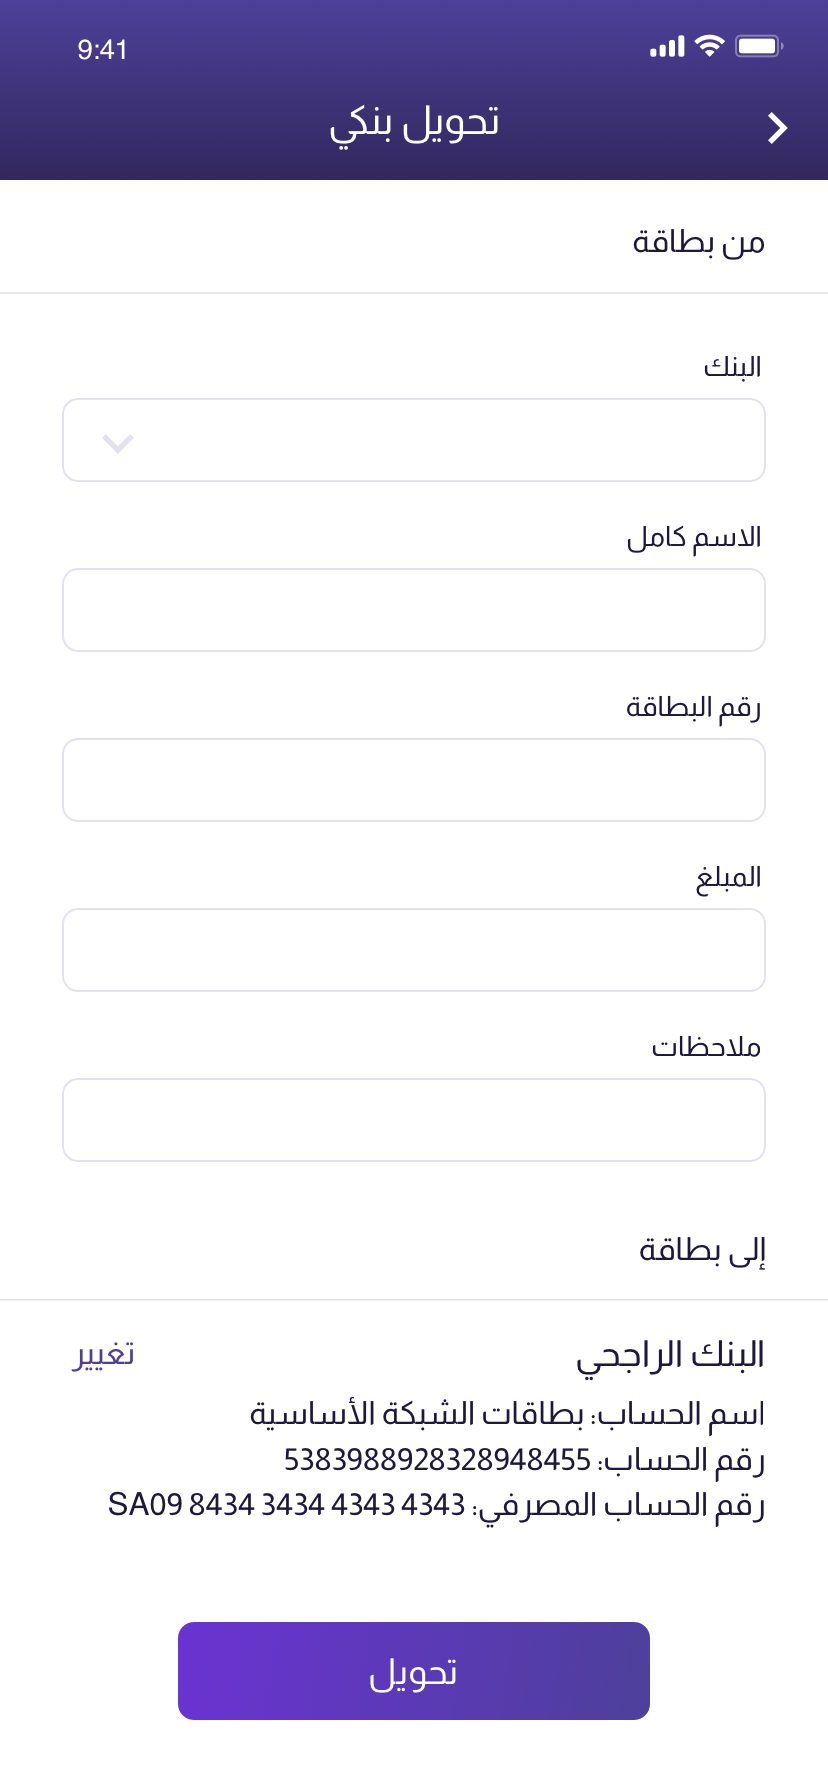 9:41
تحويل بنكي
من بطاقة
البنك
الاسم كامل
رقم البطاقة
المبلغ
ملاحظات
إلى بطاقة
البنك الراجحي
تغيير
اسم الحساب: بطاقات الشبكة الأساسية
رقم الحساب: 5383988928328948455
رقم الحساب المصرفي: SA09 8434 3434 4343 4343
تحويل